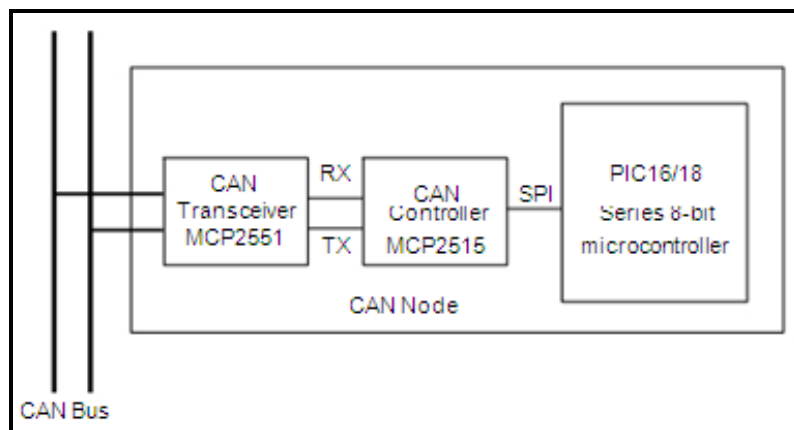 CAN
Transceiver
MCP2551
RX
TX
CAN
Controller
MCP2515
SPI
PIC16/18
Series 8-bit
microcontroller
CAN Node
CAN Bus